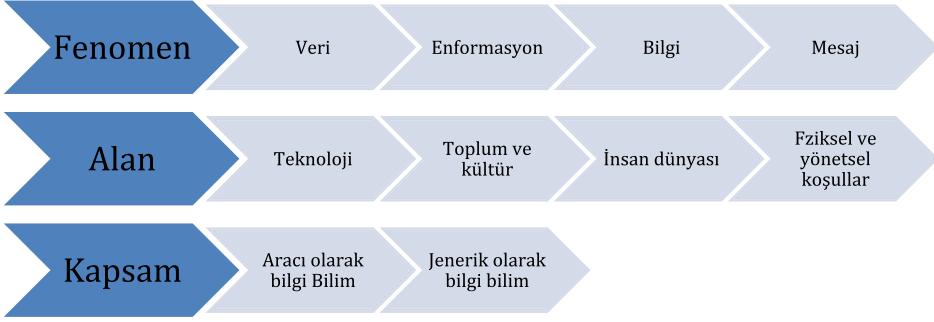 Fenomen
Veri
Enformasyon
Bilgi
Mesaj
Alan
Teknoloji
Toplum ve
kültür
İnsan dünyası
Fziksel ve
yönetsel
koşullar
Kapsam
Aracı olarak
bilgi Bilim
Jenerik olarak
bilgi bilim